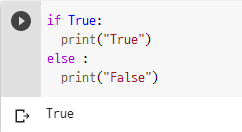 if True:
  print("True")
else :
  print("False")
True